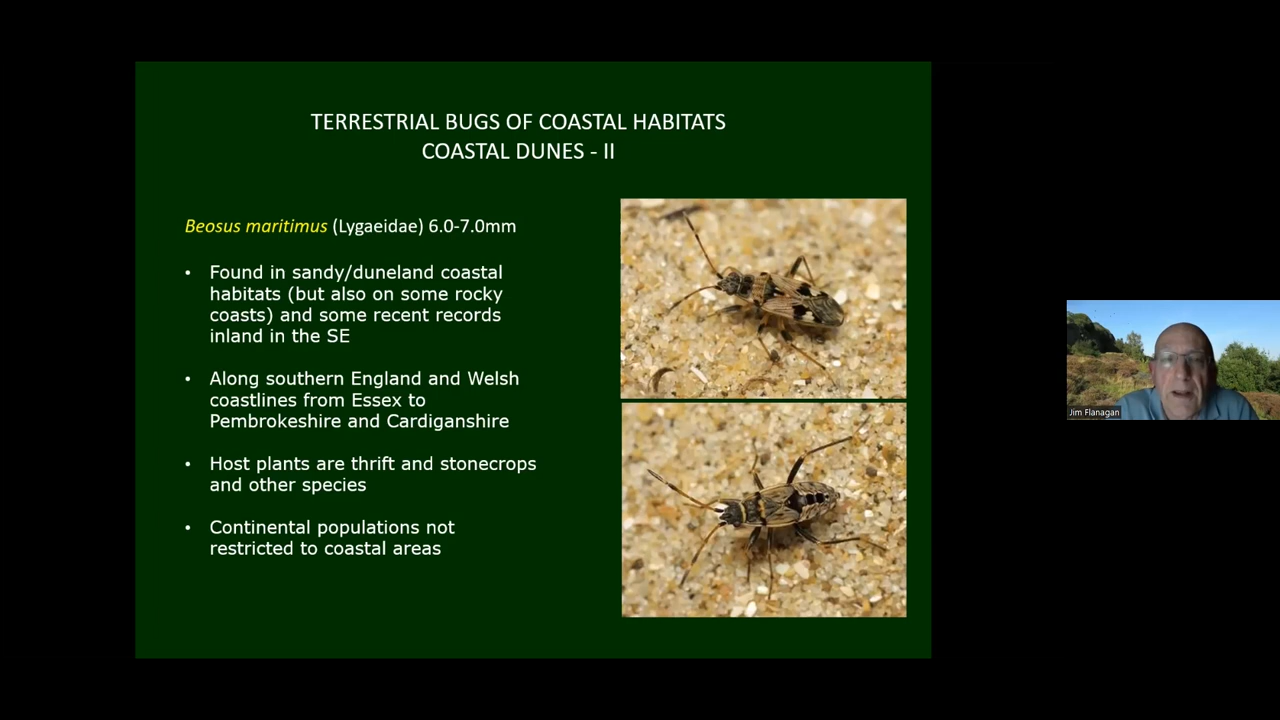 TERRESTRIAL BUGS OF COASTAL HABITATS
COASTAL DUNES - II
Beosus maritimus (Lygaeidae) 6.0-7.0mm
• Found in sandy/duneland coastal
habitats (but also on some rocky
coasts) and some recent records
inland in the SE
• Along southern England and Welsh
coastlines from Essex to
Pembrokeshire and Cardiganshire
• Host plants are thrift and stonecrops
and other species
• Continental populations not
restricted to coastal areas
Jim Flanagan